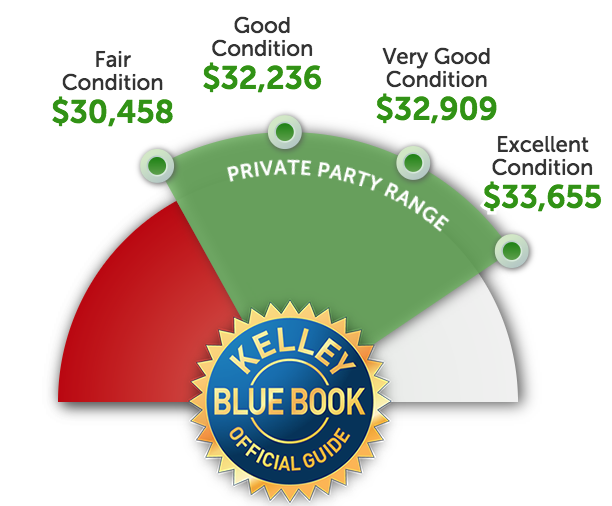 Good
Condition
$32,236
Fair
Condition
$30,458
Very Good
Condition
$32,909
Excellent
Condition
$33,655
PRIVATE PARTY RANGE
KELLEY
BLUE BOOK
OFFICIAL GUIDE